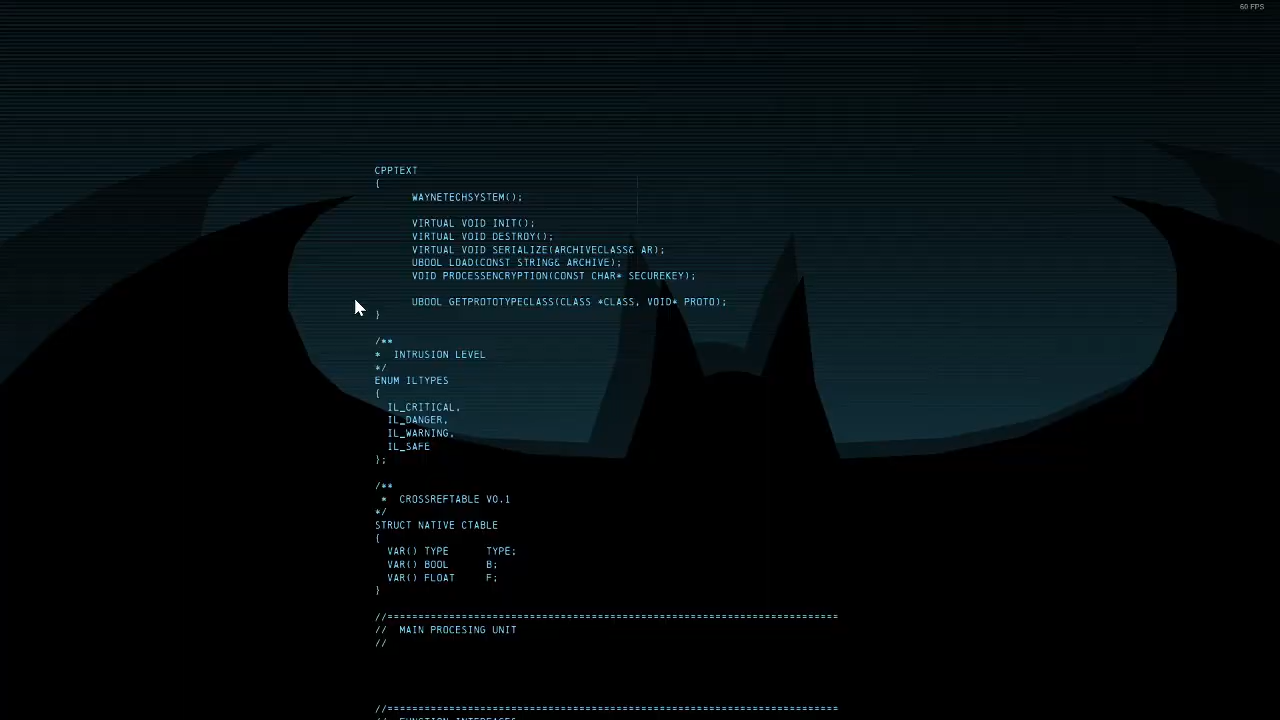 60 FPS
CPPTEXT
{
WAYNETECHSYSTEM();
VIRTUAL VOID INIT();
VIRTUAL VOID DESTROY();
VIRTUAL VOID SERIALIZE(ARCHIVECLASS& AR);
UBOOL LOAD(CONST STRING& ARCHIVE);
VOID PROCESSENCRYPTION(CONST CHAR* SECUREKEY);
UBOOL GETPROTOTYPECLASS(CLASS *CLASS, VOID* PROTO);
}
/**
* INTRUSION LEVEL
*/
ENUM ILTYPES
{
IL_CRITICAL,
IL_DANGER,
IL_WARNING,
IL_SAFE
};
/**
* CROSSREFTABLE V0.1
*/
STRUCT NATIVE CTABLE
{
VAR() TYPE TYPE;
VAR() BOOL B;
VAR() FLOAT F;
}
//=========================================================================
// MAIN PROCESING UNIT
//
//=========================================================================
// FUNCTION INTERFACES